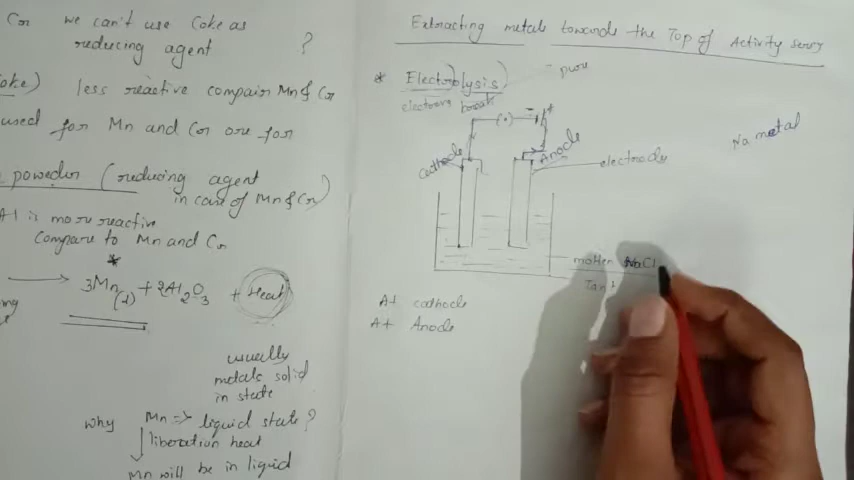 Cr we can't use Coke as
reducing agent ?
oke) less reactive compair Mn & Cr
used for Mn and Cr ore for
powder (reducing agent
in case of Mn & Cr)
Al is more reactive
Compare to Mn and Cr
*
3Mn(l) + 2Al2O3 + Heat
usually
metals solid
in state
why Mn => liquid state?
liberation heat
Mn will be in liquid
Extracting metals towards the Top of Activity
* Electrolysis) - pure
electrons break
(•) - +
Cathode Anode
electrode
Na metal
molten NaCl
Tank
At cathode
At Anode